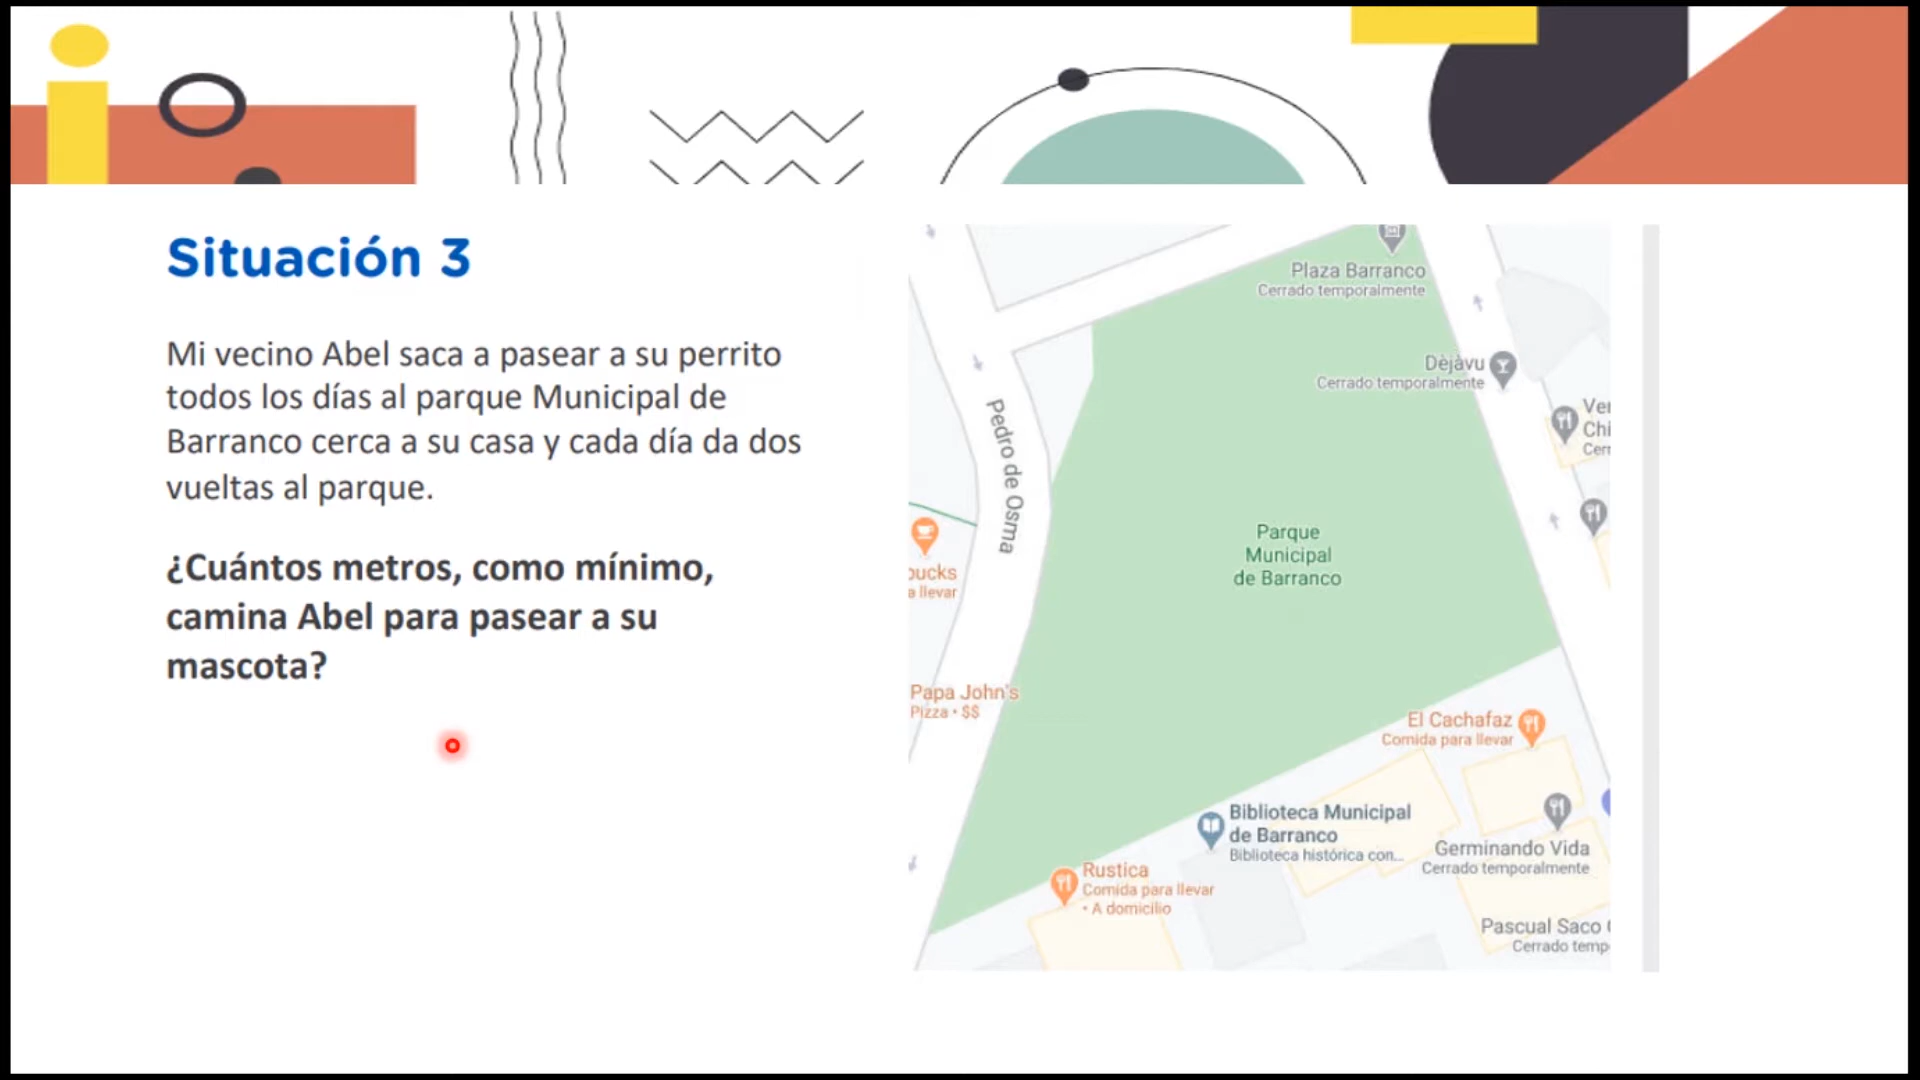 Situación 3
Mi vecino Abel saca a pasear a su perrito
todos los días al parque Municipal de
Barranco cerca a su casa y cada día da dos
vueltas al parque.
¿Cuántos metros, como mínimo,
camina Abel para pasear a su
mascota?
Plaza Barranco
Cerrado temporalmente
Dèjàvu
Cerrado temporalmente
Pedro de Osma
Parque
Municipal
de Barranco
Papa John's
Pizza • $$
El Cachafaz
Comida para llevar
Biblioteca Municipal
de Barranco
Biblioteca histórica con...
Germinando Vida
Cerrado temporalmente
Rustica
Comida para llevar
• A domicilio
Pascual Saco
Cerrado temp